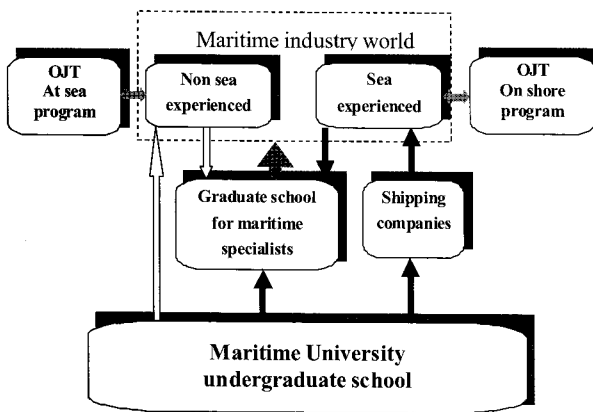 Maritime industry world
OJT
At sea
program
Non sea
experienced
Sea
experienced
OJT
On shore
program
Graduate school
for maritime
specialists
Shipping
companies
Maritime University
undergraduate school